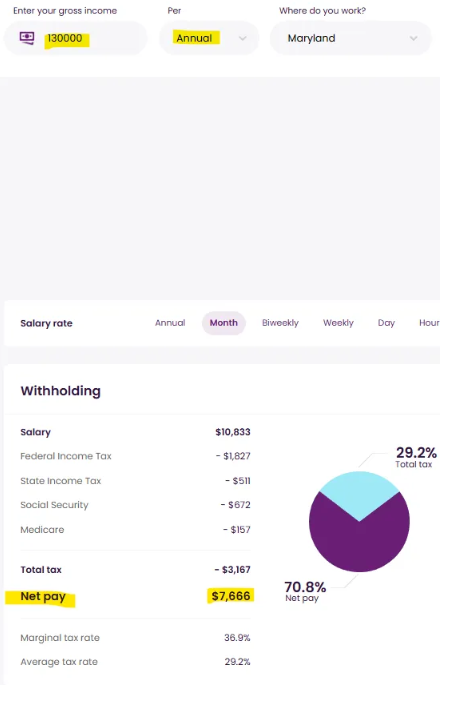 Enter your gross income Per Where do you work?
130000 Annual Maryland
Salary rate Annual Month Biweekly Weekly Day Hour
Withholding
Salary $10,833
Federal Income Tax - $1,827
State Income Tax - $511
Social Security - $672
Medicare - $157
Total tax - $3,167
Net pay $7,666
Marginal tax rate 36.9%
Average tax rate 29.2%
29.2%
Total tax
70.8%
Net pay